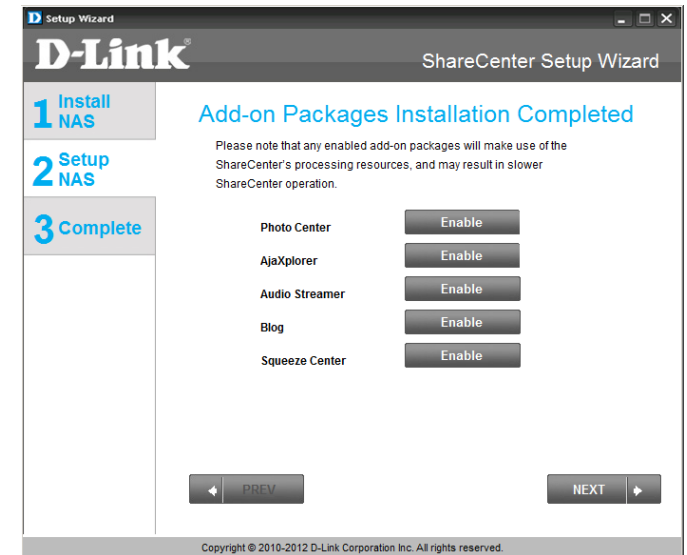 D Setup Wizard
D-Link®
ShareCenter Setup Wizard
1 Install
NAS
2 Setup
NAS
3 Complete
Add-on Packages Installation Completed
Please note that any enabled add-on packages will make use of the
ShareCenter's processing resources, and may result in slower
ShareCenter operation.
Photo Center Enable
AjaXplorer Enable
Audio Streamer Enable
Blog Enable
Squeeze Center Enable
PREV NEXT
Copyright © 2010-2012 D-Link Corporation Inc. All rights reserved.